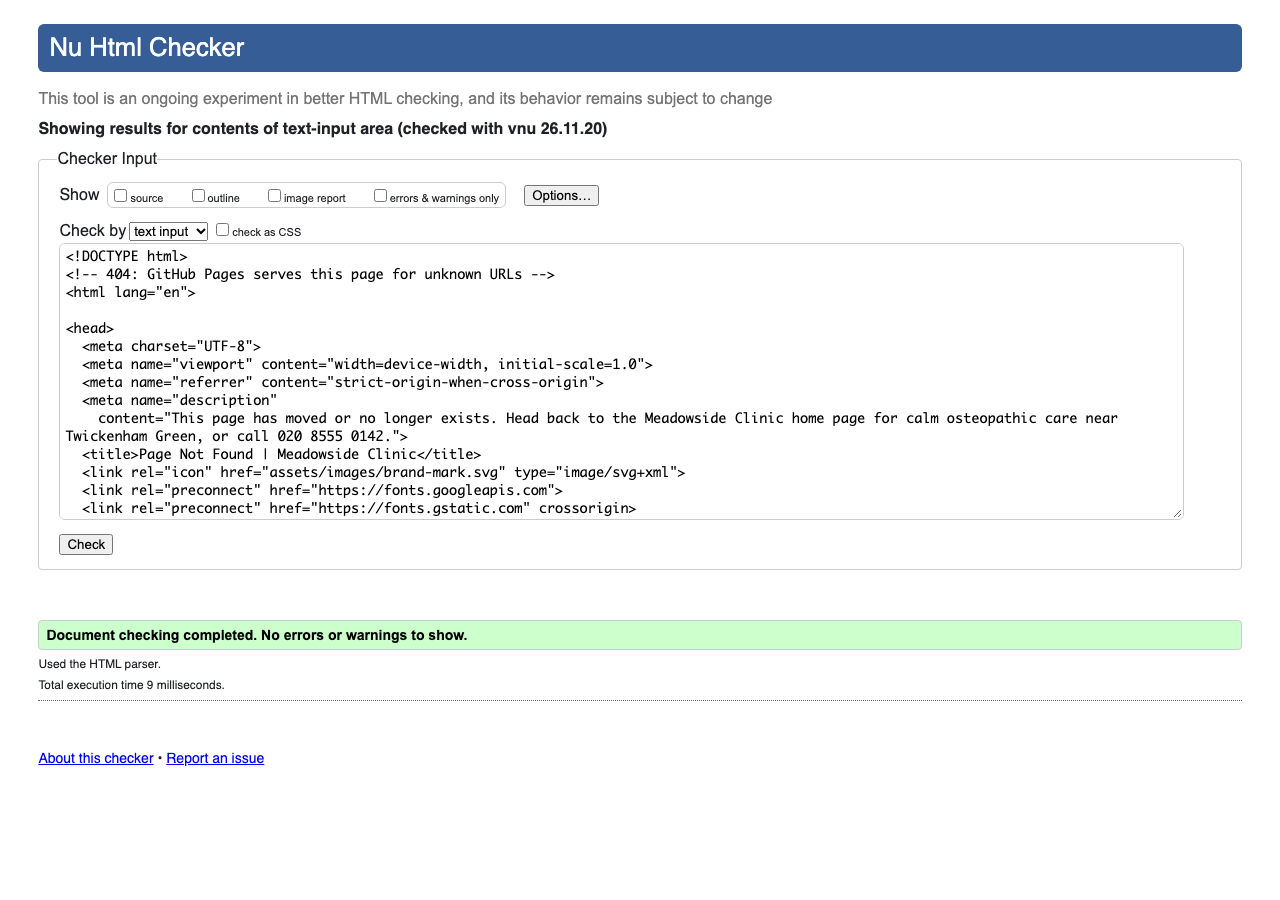 Nu Html Checker
This tool is an ongoing experiment in better HTML checking, and its behavior remains subject to change
Showing results for contents of text-input area (checked with vnu 26.11.20)
Checker Input
Show source outline image report errors & warnings only Options…
Check by text input check as CSS
<!DOCTYPE html>
<!-- 404: GitHub Pages serves this page for unknown URLs -->
<html lang="en">
<head>
<meta charset="UTF-8">
<meta name="viewport" content="width=device-width, initial-scale=1.0">
<meta name="referrer" content="strict-origin-when-cross-origin">
<meta name="description"
content="This page has moved or no longer exists. Head back to the Meadowside Clinic home page for calm osteopathic care near
Twickenham Green, or call 020 8555 0142.">
<title>Page Not Found | Meadowside Clinic</title>
<link rel="icon" href="assets/images/brand-mark.svg" type="image/svg+xml">
<link rel="preconnect" href="https://fonts.googleapis.com">
<link rel="preconnect" href="https://fonts.gstatic.com" crossorigin>
Check
Document checking completed. No errors or warnings to show.
Used the HTML parser.
Total execution time 9 milliseconds.
About this checker • Report an issue